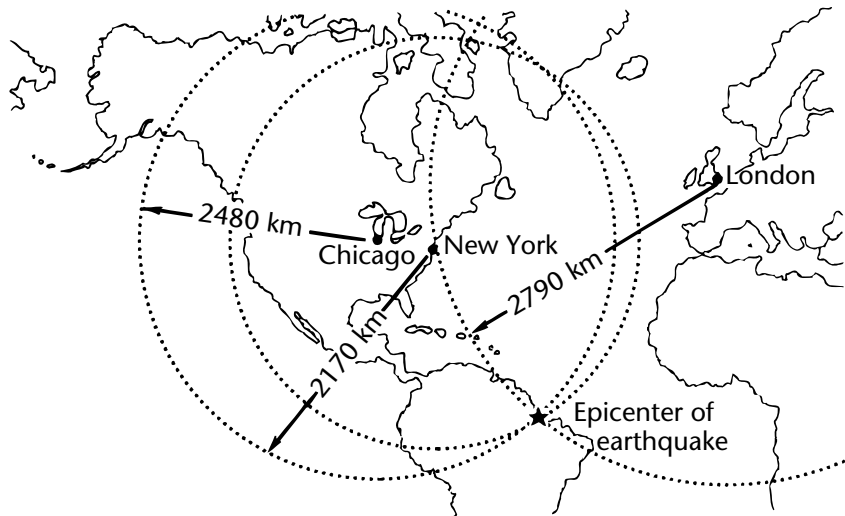 London
2480 km
Chicago
New York
2790 km
2170 km
Epicenter of
earthquake